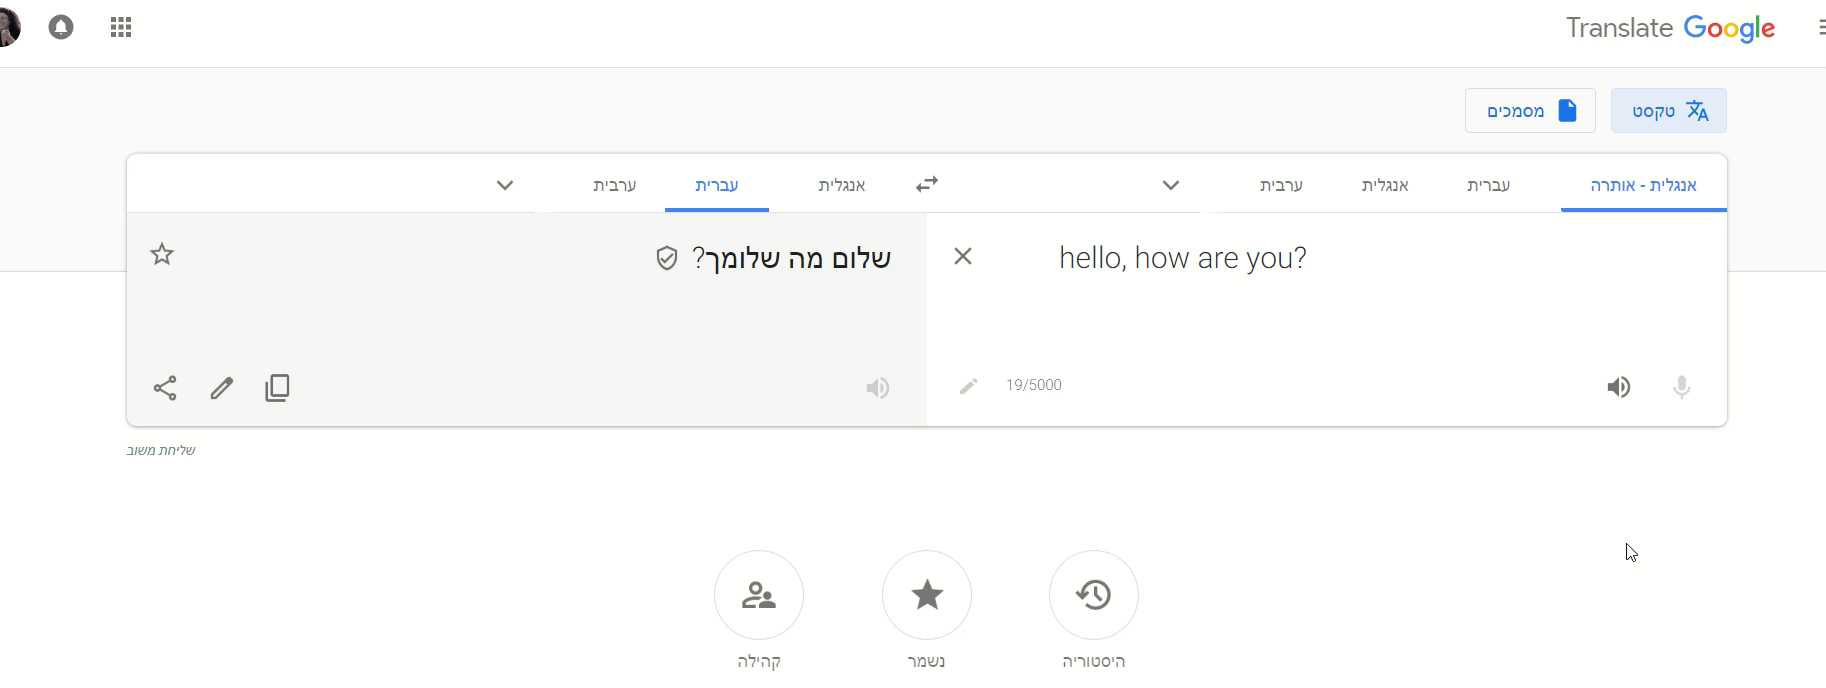 Translate Google
טקסט
מסמכים
אנגלית - אותרה
עברית
אנגלית
ערבית
אנגלית
עברית
ערבית
hello, how are you?
שלום מה שלומך?
19/5000
שליחת משוב
היסטוריה
נשמר
קהילה